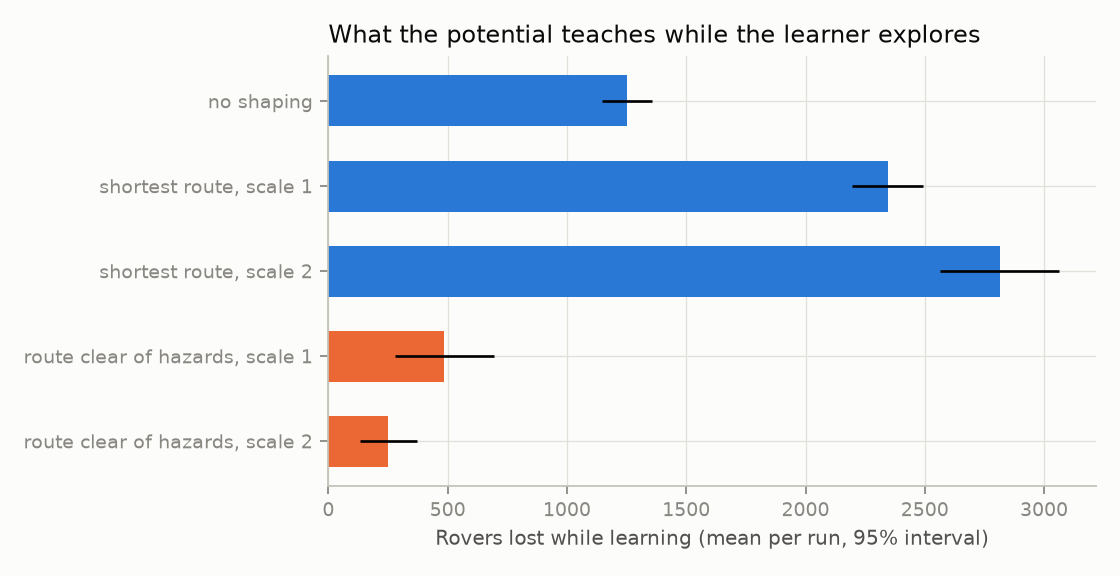 What the potential teaches while the learner explores
no shaping
shortest route, scale 1
shortest route, scale 2
route clear of hazards, scale 1
route clear of hazards, scale 2
0 500 1000 1500 2000 2500 3000
Rovers lost while learning (mean per run, 95% interval)